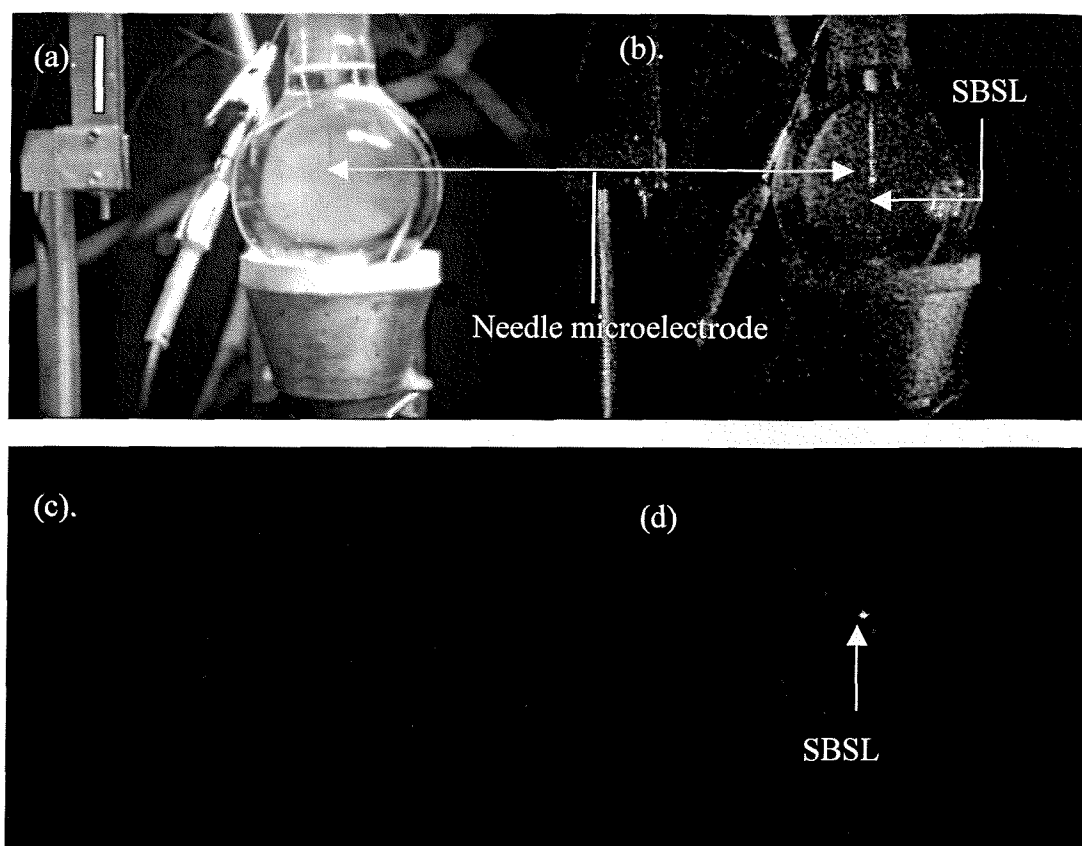 (a).
(b).
SBSL
Needle microelectrode
(c).
(d)
SBSL